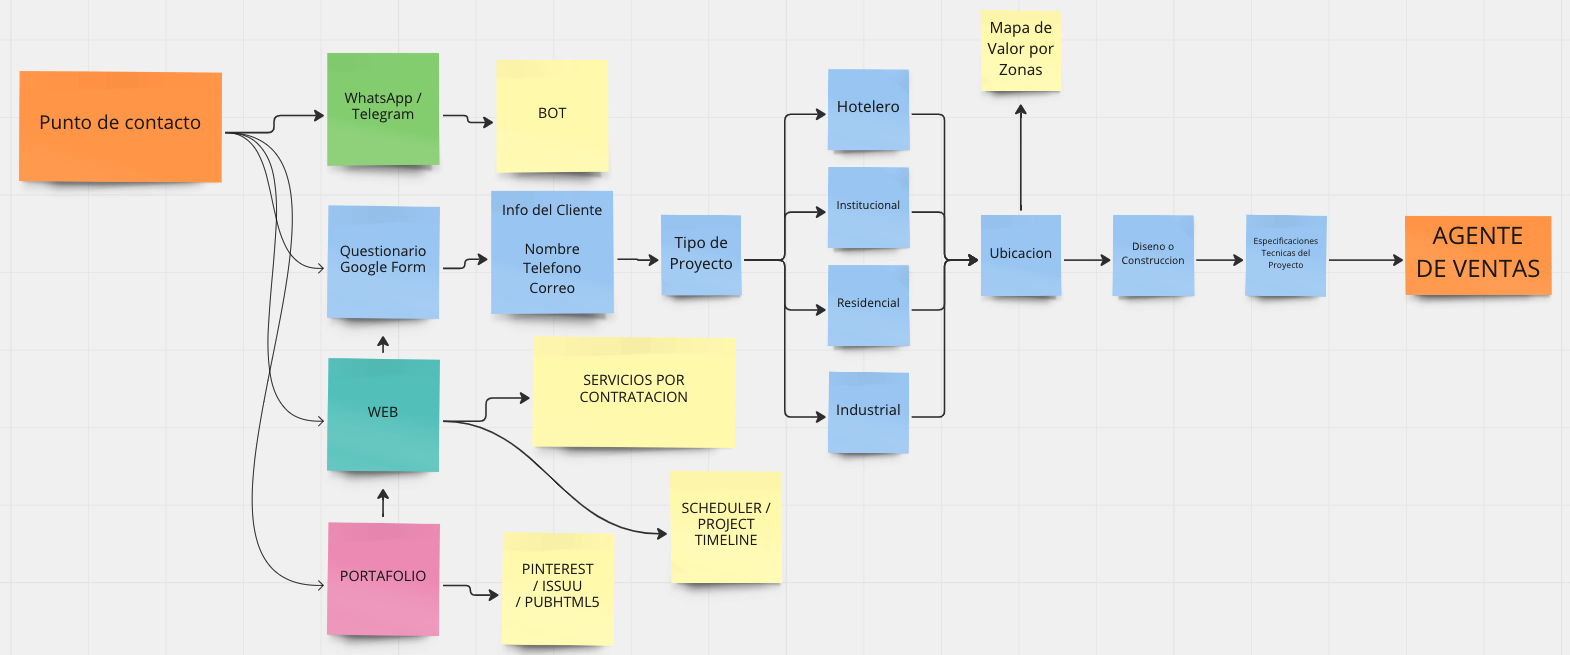 Punto de contacto
WhatsApp /
Telegram
BOT
Questionario
Google Form
Info del Cliente
Nombre
Telefono
Correo
Tipo de
Proyecto
Hotelero
Institucional
Residencial
Industrial
Mapa de
Valor por
Zonas
Ubicacion
Diseno o
Construccion
Especificaciones
Tecnicas del
Proyecto
AGENTE
DE VENTAS
WEB
SERVICIOS POR
CONTRATACION
SCHEDULER /
PROJECT
TIMELINE
PORTAFOLIO
PINTEREST
/ ISSUU
/ PUBHTML5